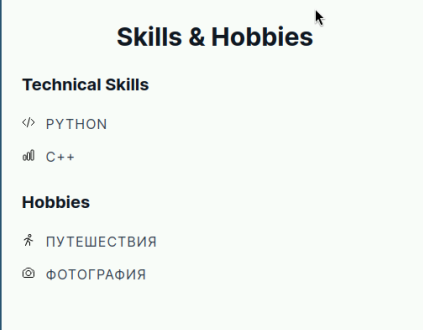 Skills & Hobbies
Technical Skills
PYTHON
C++
Hobbies
ПУТЕШЕСТВИЯ
ФОТОГРАФИЯ